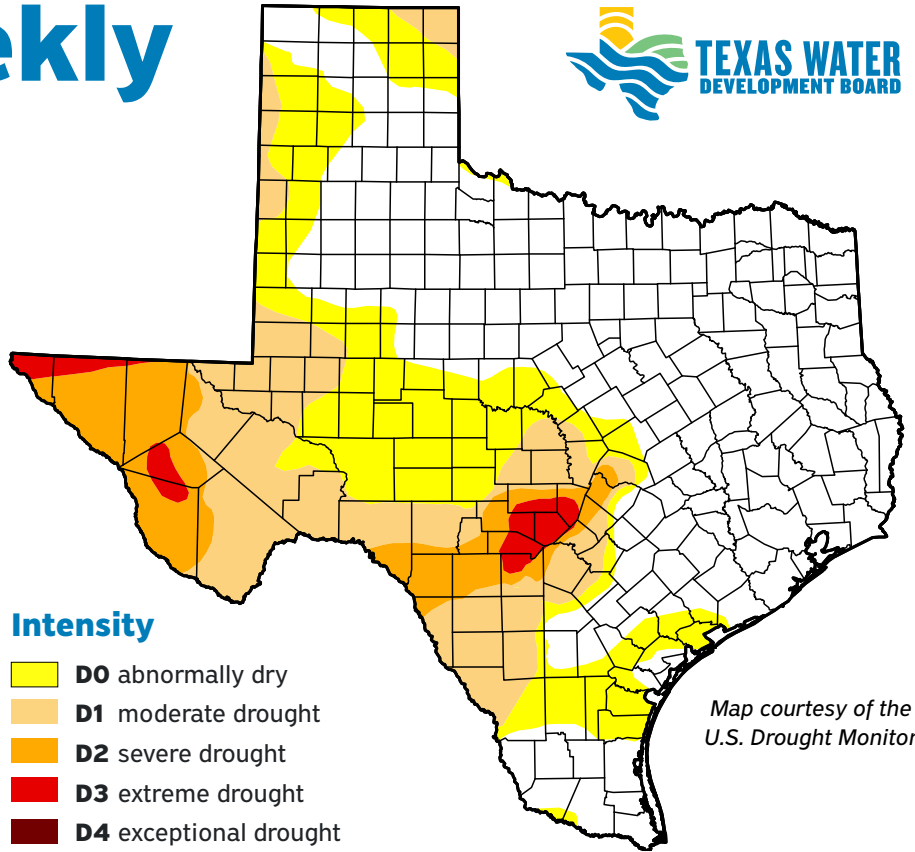 ekly
TEXAS WATER
DEVELOPMENT BOARD
Intensity
D0 abnormally dry
D1 moderate drought
D2 severe drought
D3 extreme drought
D4 exceptional drought
Map courtesy of the
U.S. Drought Monitor